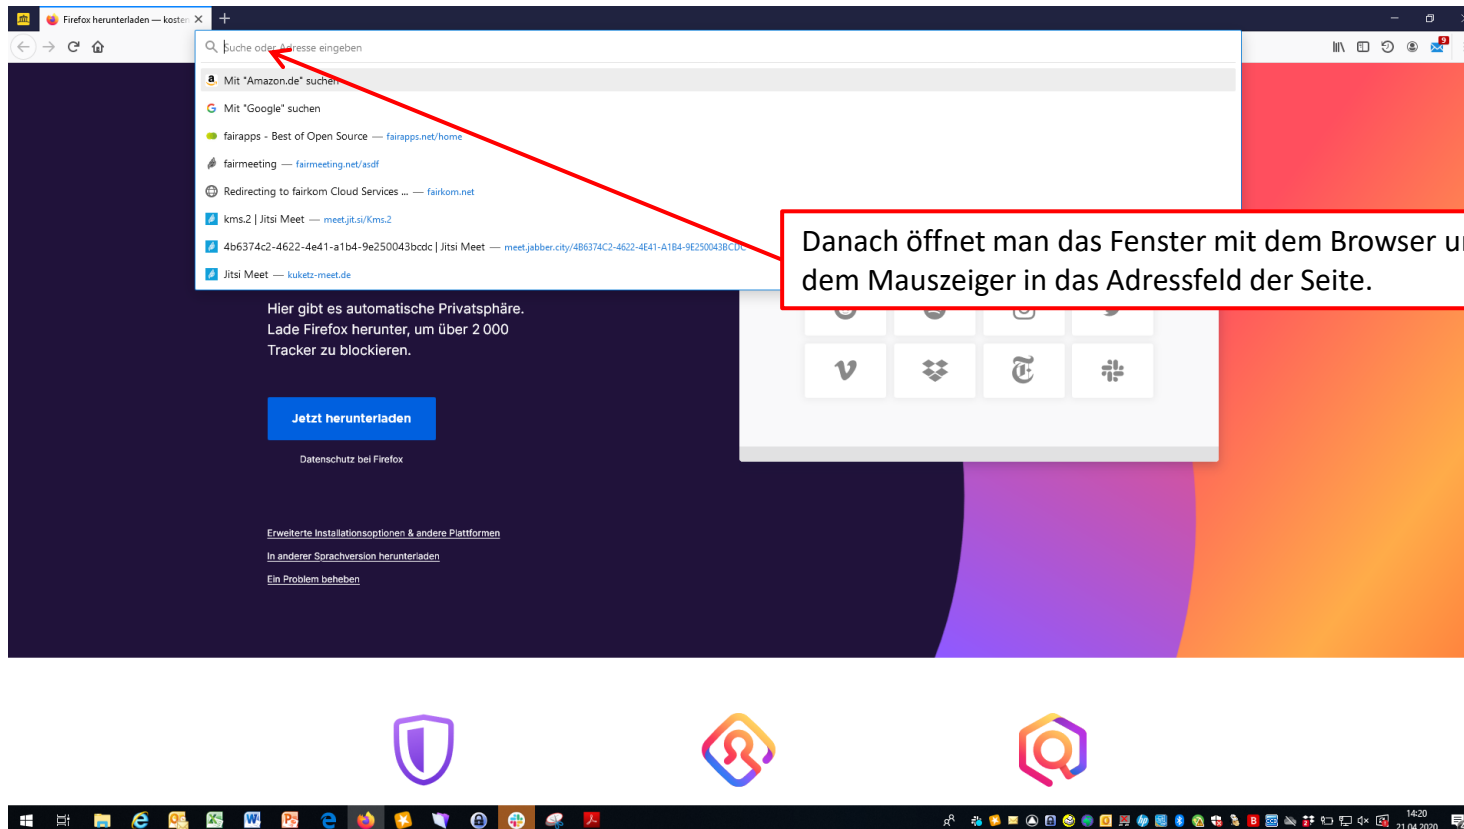 Firefox herunterladen — kosten
Suche oder Adresse eingeben
Mit "Amazon.de" suchen
Mit "Google" suchen
fairapps - Best of Open Source — fairapps.net/home
fairmeeting — fairmeeting.net/asdf
Redirecting to fairkom Cloud Services ... — fairkom.net
kms.2 | Jitsi Meet — meet.jit.si/Kms.2
4b6374c2-4622-4e41-a1b4-9e250043bcdc | Jitsi Meet — meet.jabber.city/4B6374C2-4622-4E41-A1B4-9E250043BCDC
Jitsi Meet — kuketz-meet.de
Danach öffnet man das Fenster mit dem Browser
dem Mauszeiger in das Adressfeld der Seite.
Hier gibt es automatische Privatsphäre.
Lade Firefox herunter, um über 2 000
Tracker zu blockieren.
Jetzt herunterladen
Datenschutz bei Firefox
Erweiterte Installationsoptionen & andere Plattformen
In anderer Sprachversion herunterladen
Ein Problem beheben
14:20
21.04.2020